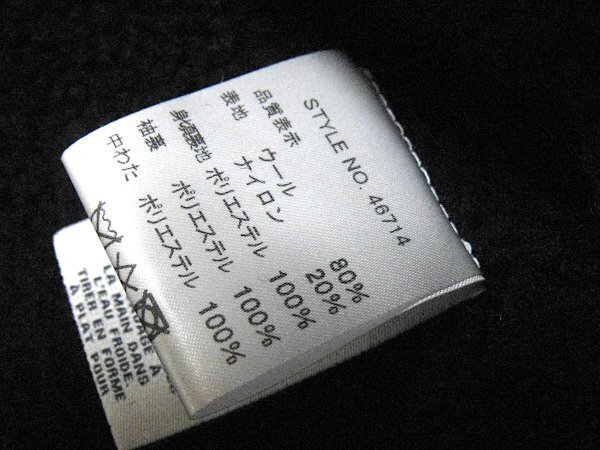 STYLE NO. 46714
品質表示
表地 ウール 80%
ナイロン 20%
身頃裏地 ポリエステル 100%
袖裏 ポリエステル 100%
中わた ポリエステル 100%
À
LA MAIN DANS
L'EAU FROIDE.
TIRER EN FORME
À PLAT POUR